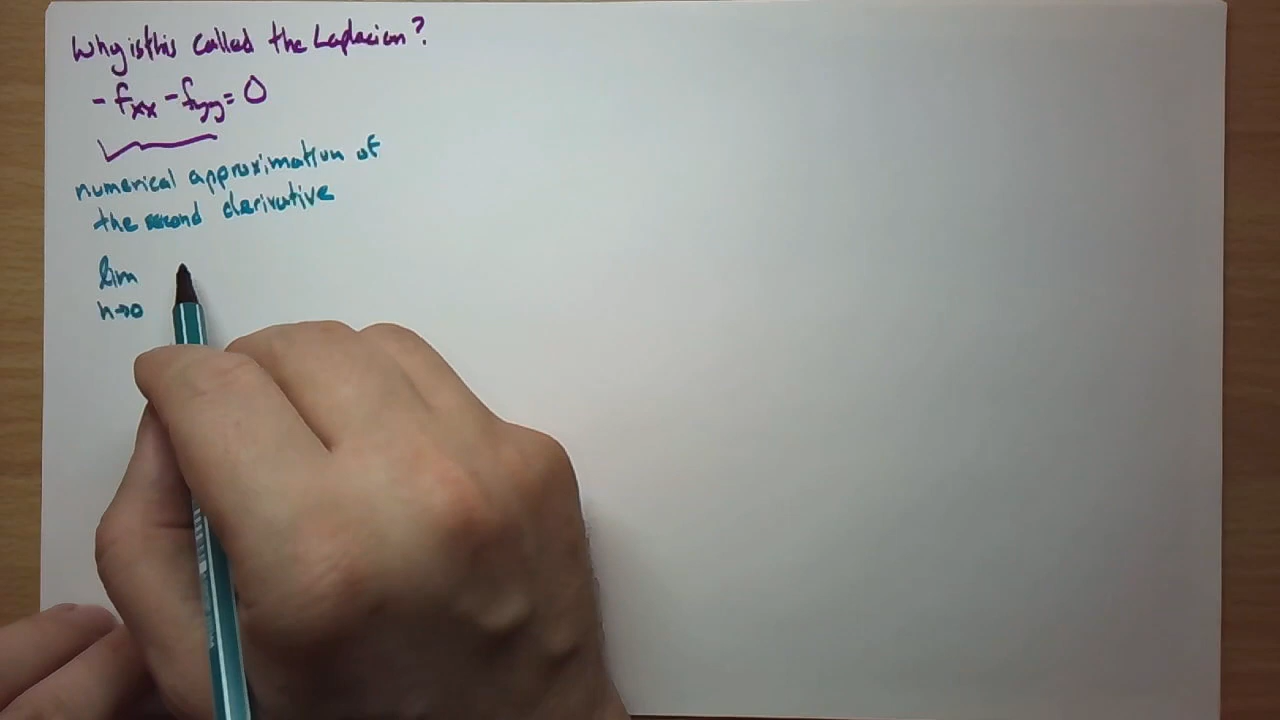 Why is this called the Laplacian?
-fxx - fyy = 0
numerical approximation of
the second derivative
lim
h→0